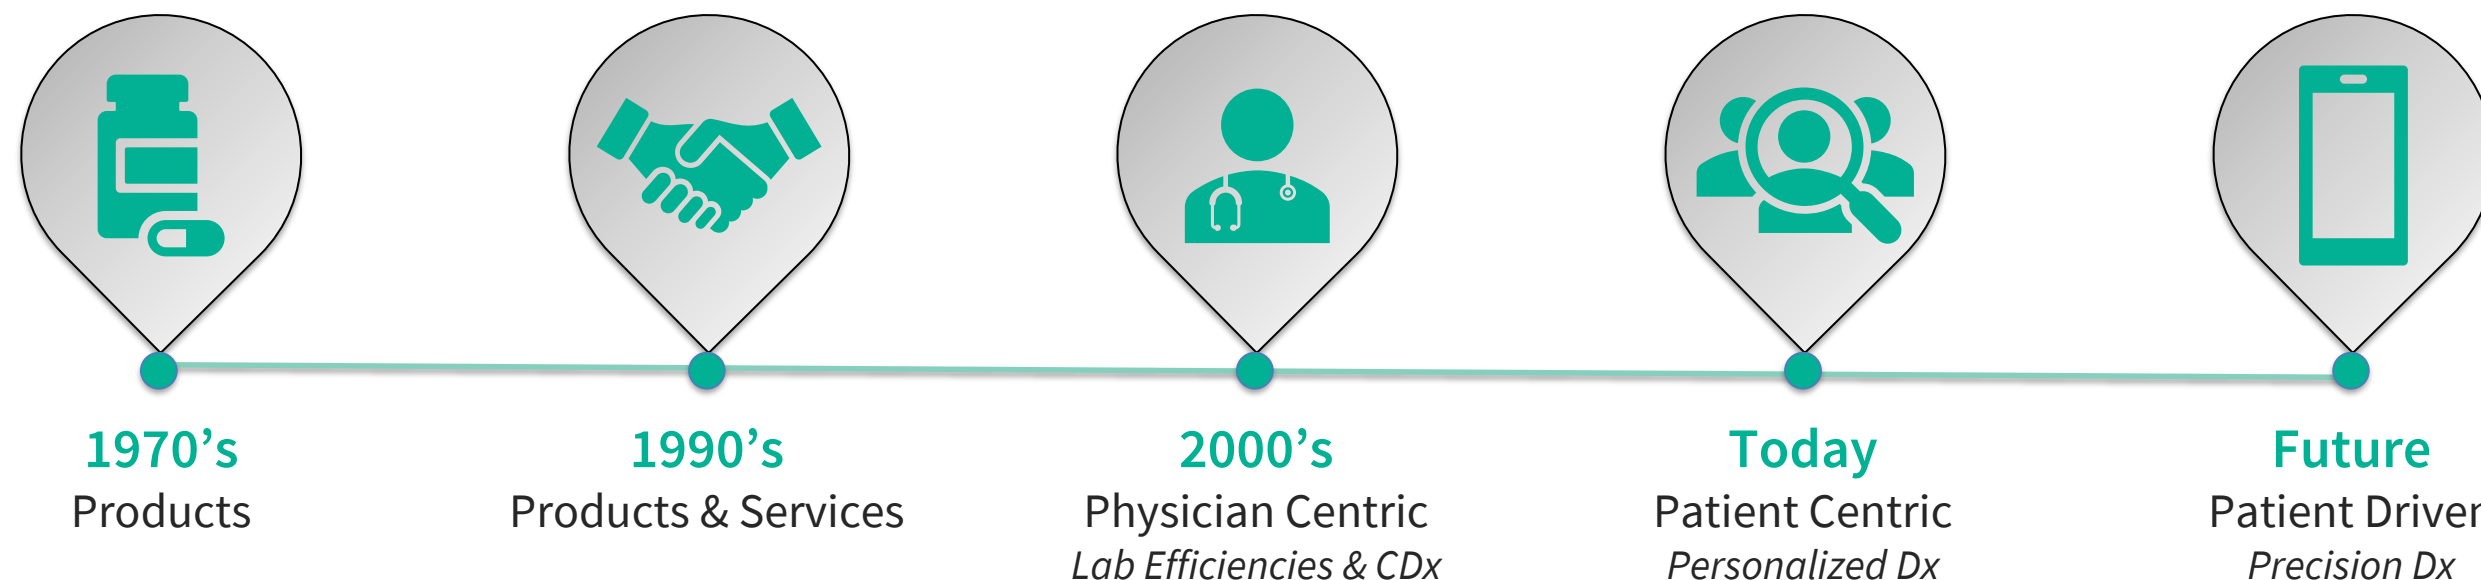 1970’s
Products
1990’s
Products & Services
2000’s
Physician Centric
Lab Efficiencies & CDx
Today
Patient Centric
Personalized Dx
Future
Patient Driven
Precision Dx